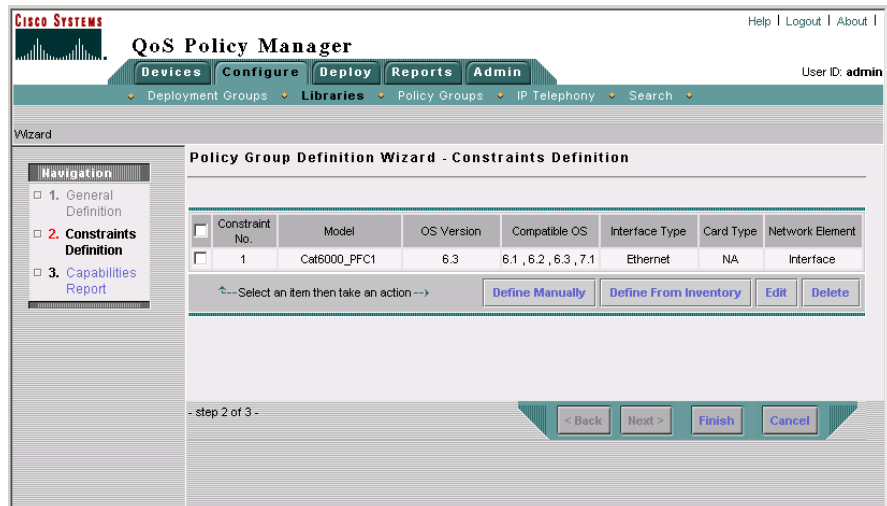 CISCO SYSTEMS
Help | Logout | About |
QoS Policy Manager
Devices Configure Deploy Reports Admin
User ID: admin
Deployment Groups Libraries Policy Groups IP Telephony Search
Wizard
Navigation
1. General Definition
2. Constraints Definition
3. Capabilities Report
Policy Group Definition Wizard - Constraints Definition
Constraint No. Model OS Version Compatible OS Interface Type Card Type Network Element
1 Cat6000_PFC1 6.3 6.1 , 6.2 , 6.3 , 7.1 Ethernet NA Interface
Select an item then take an action
Define Manually Define From Inventory Edit Delete
- step 2 of 3 -
< Back Next > Finish Cancel